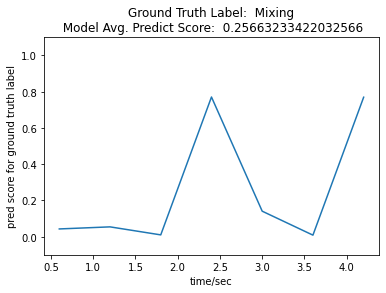 Ground Truth Label:  Mixing
Model Avg. Predict Score:  0.25663233422032566
pred score for ground truth label
1.0
0.8
0.6
0.4
0.2
0.0
0.5 1.0 1.5 2.0 2.5 3.0 3.5 4.0
time/sec